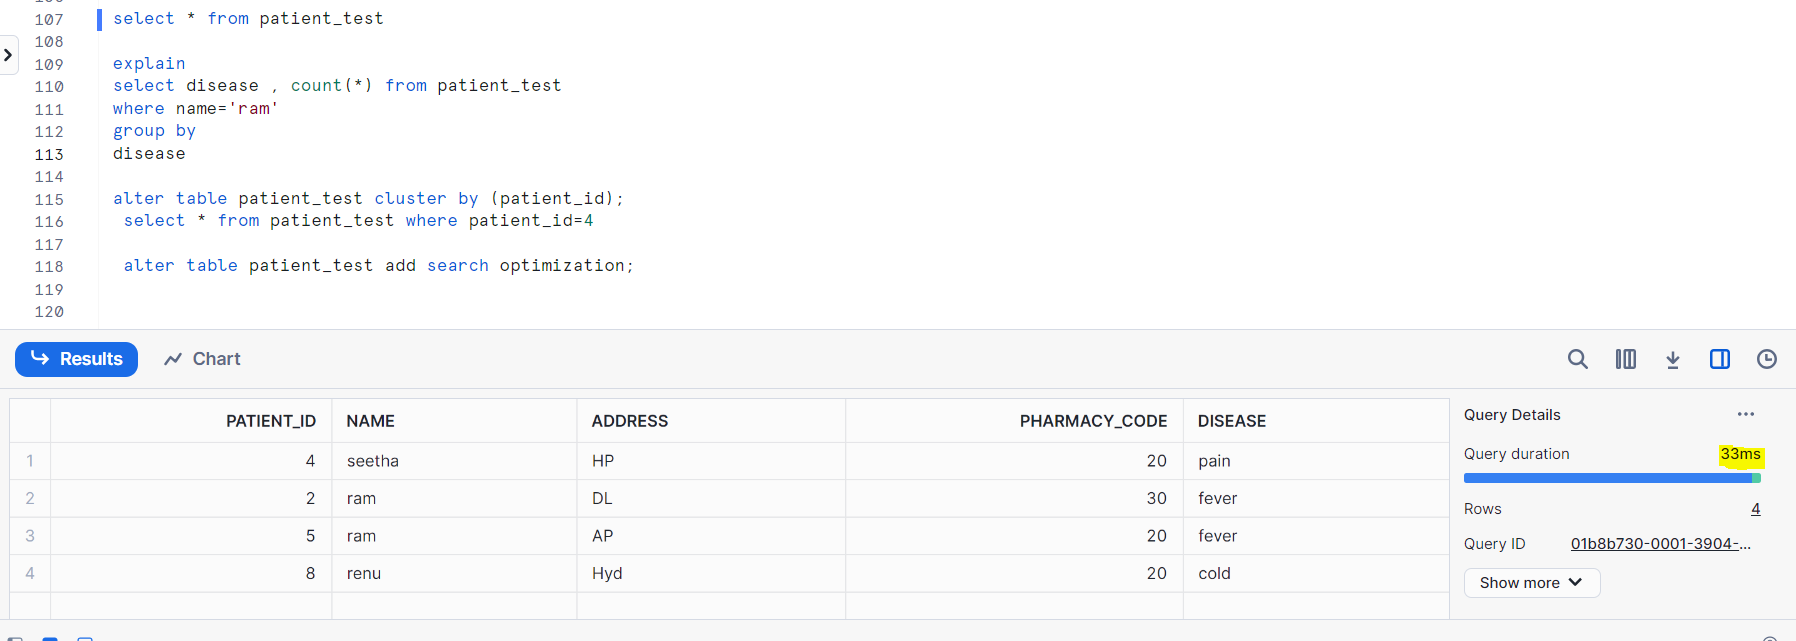 107 select * from patient_test
108
109 explain
110 select disease , count(*) from patient_test
111 where name='ram'
112 group by
113 disease
114
115 alter table patient_test cluster by (patient_id);
116 select * from patient_test where patient_id=4
117
118 alter table patient_test add search optimization;
119
120
Results Chart
PATIENT_ID NAME ADDRESS PHARMACY_CODE DISEASE
1 4 seetha HP 20 pain
2 2 ram DL 30 fever
3 5 ram AP 20 fever
4 8 renu Hyd 20 cold
Query Details
Query duration 33ms
Rows 4
Query ID 01b8b730-0001-3904-...
Show more